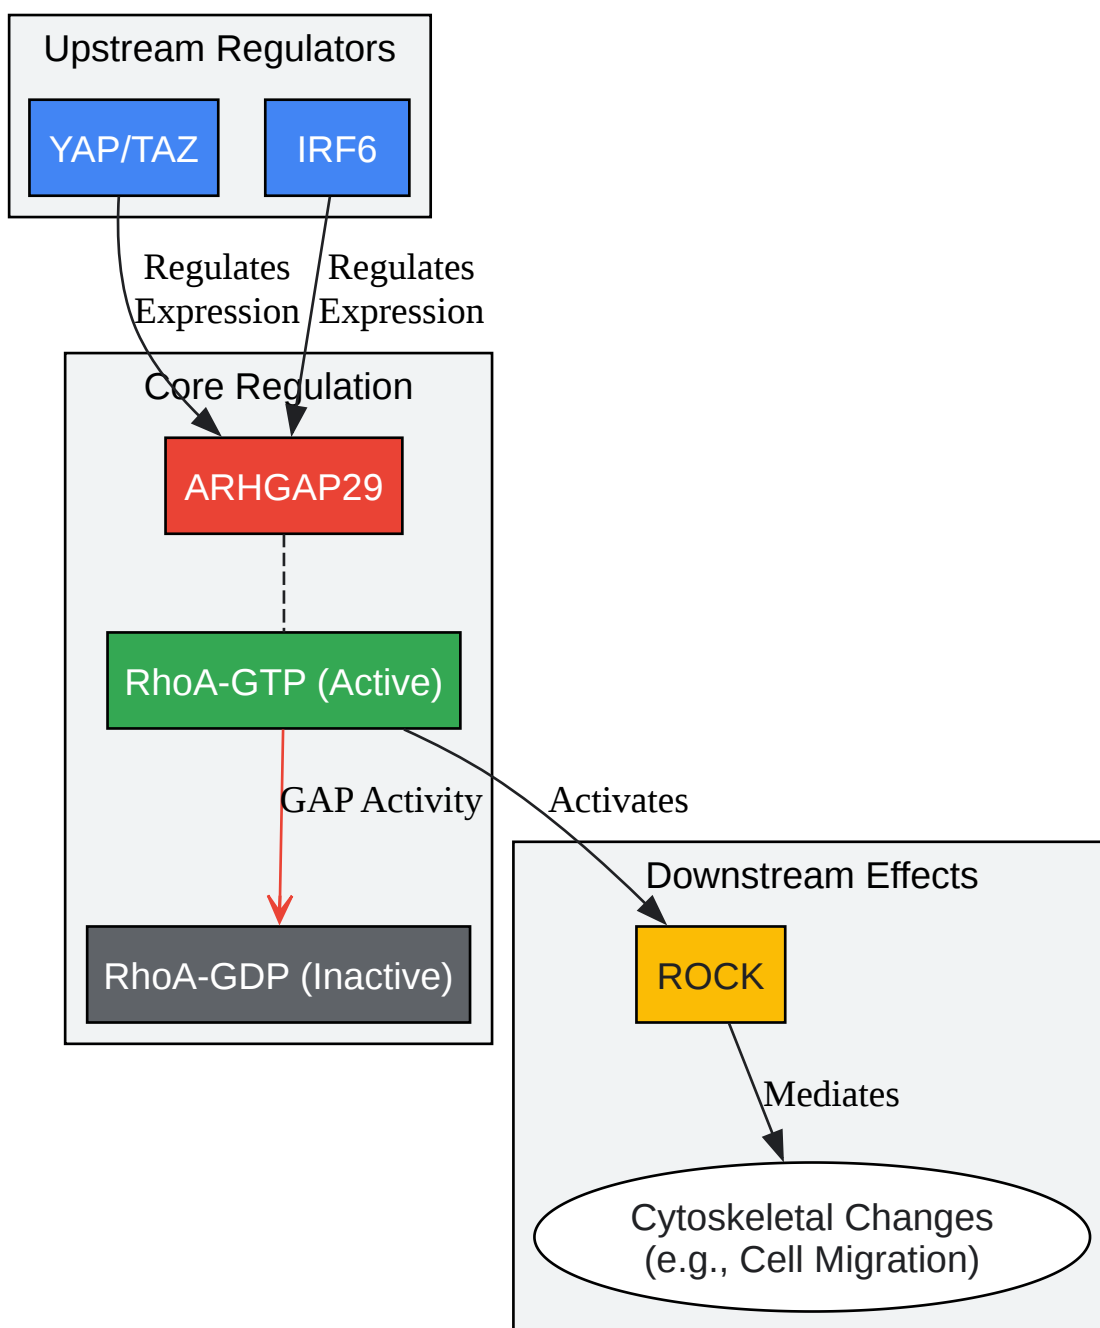 Upstream Regulators
YAP/TAZ
IRF6
Regulates
Expression
Regulates
Expression
Core Regulation
ARHGAP29
RhoA-GTP (Active)
GAP Activity
Activates
Downstream Effects
RhoA-GDP (Inactive)
ROCK
Mediates
Cytoskeletal Changes
(e.g., Cell Migration)